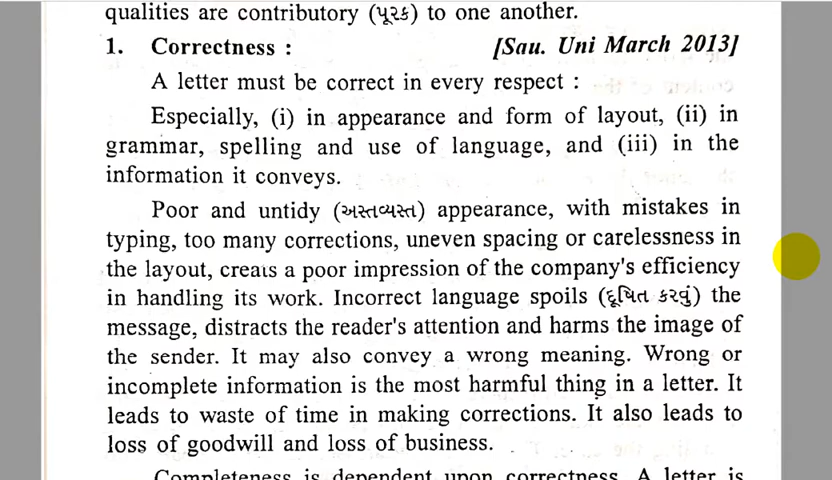 qualities are contributory (પૂરક) to one another.
1. Correctness : [Sau. Uni March 2013]
A letter must be correct in every respect :
Especially, (i) in appearance and form of layout, (ii) in
grammar, spelling and use of language, and (iii) in the
information it conveys.
Poor and untidy (અસ્તવ્યસ્ત) appearance, with mistakes in
typing, too many corrections, uneven spacing or carelessness in
the layout, creats a poor impression of the company's efficiency
in handling its work. Incorrect language spoils (દૂષિત કરવું) the
message, distracts the reader's attention and harms the image of
the sender. It may also convey a wrong meaning. Wrong or
incomplete information is the most harmful thing in a letter. It
leads to waste of time in making corrections. It also leads to
loss of goodwill and loss of business.
Completeness is dependent upon correctness. A letter is